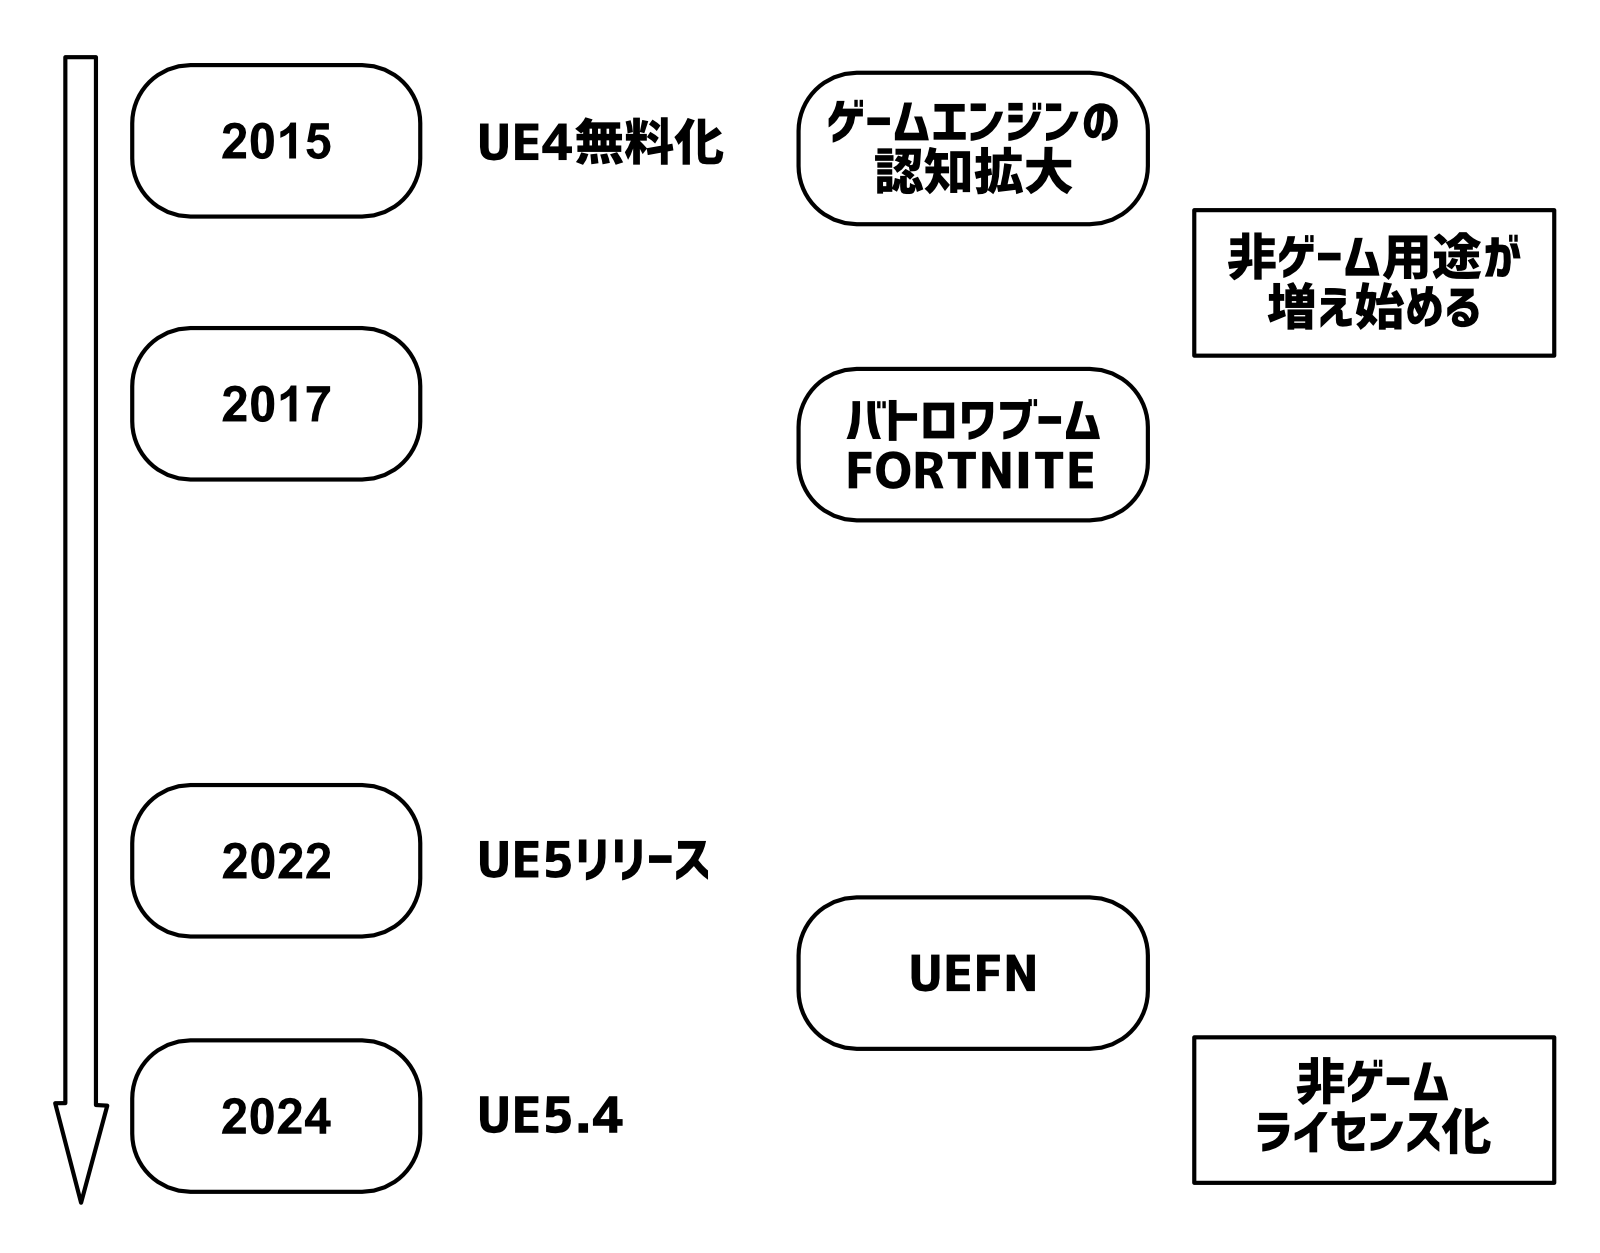 2015
UE4無料化
ゲームエンジンの
認知拡大
非ゲーム用途が
増え始める
2017
バトロワブーム
FORTNITE
2022
UE5リリース
UEFN
2024
UE5.4
非ゲーム
ライセンス化